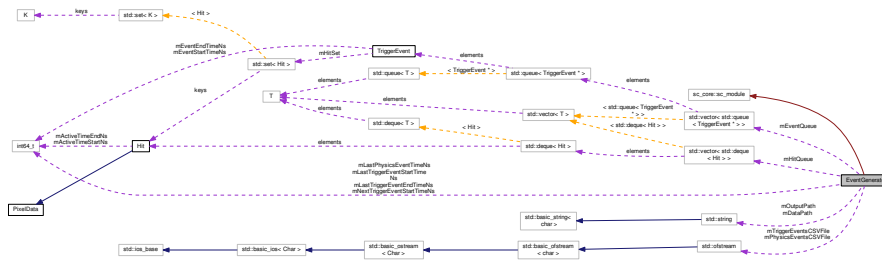 K
keys
std::set< K >
< Hit >
mEventEndTimeNs
mEventStartTimeNs
mHitSet
TriggerEvent
std::set< Hit >
elements
std::queue< T >
< TriggerEvent * >
std::queue< TriggerEvent * >
elements
T
elements
keys
elements
elements
sc_core::sc_module
std::vector< T >
< std::queue< TriggerEvent
* > >
std::vector< std::queue
< TriggerEvent * > >
std::deque< T >
< Hit >
< std::deque< Hit > >
mEventQueue
mActiveTimeEndNs
mActiveTimeStartNs
int64_t
Hit
elements
std::deque< Hit >
elements
std::vector< std::deque
< Hit > >
mHitQueue
mLastPhysicsEventTimeNs
mLastTriggerEventStartTime
Ns
mLastTriggerEventEndTimeNs
mNextTriggerEventStartTimeNs
EventGenerat
PixelData
std::basic_string<
char >
std::string
mOutputPath
mDataPath
mTriggerEventsCSVFile
mPhysicsEventsCSVFile
std::ios_base
std::basic_ios< Char >
std::basic_ostream
< Char >
std::basic_ofstream
< char >
std::ofstream